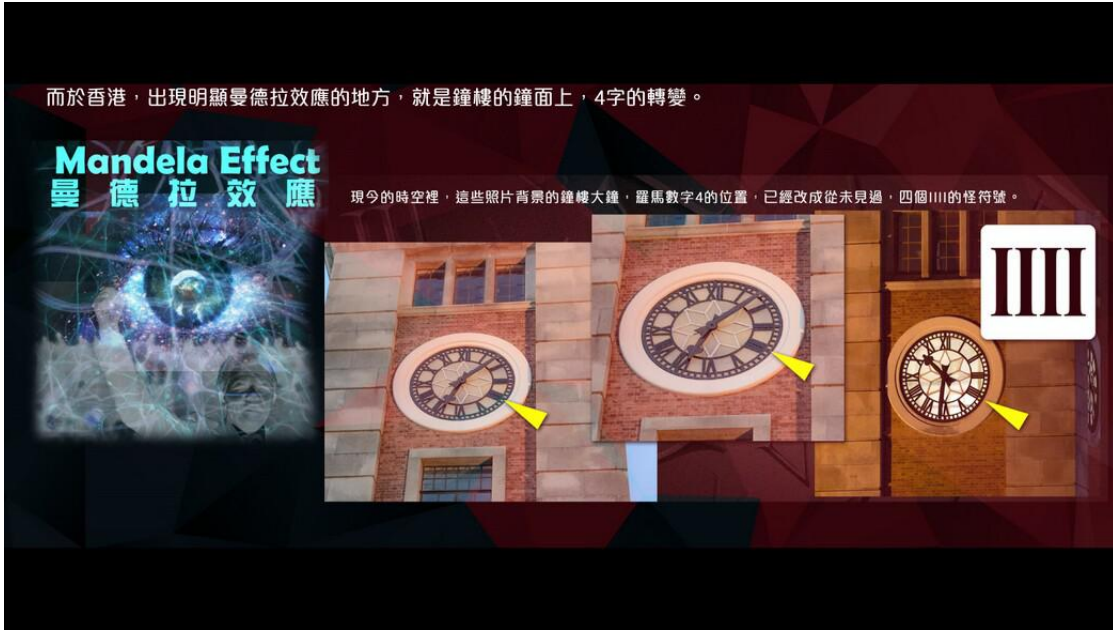 而於香港，出現明顯曼德拉效應的地方，就是鐘樓的鐘面上，4字的轉變。
Mandela Effect
曼德拉效應
現今的時空裡，這些照片背景的鐘樓大鐘，羅馬數字4的位置，已經改成從未見過，四個IIII的怪符號。
IIII